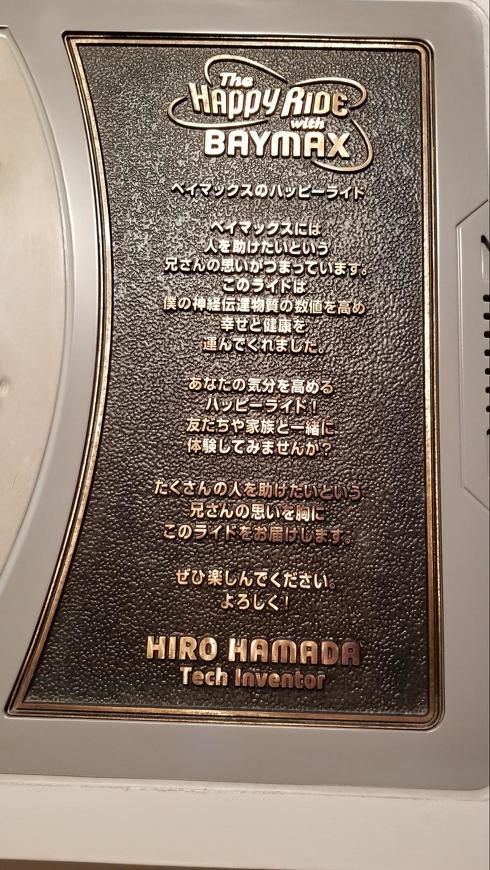 The
HAPPY RIDE
with
BAYMAX
ベイマックスのハッピーライド
ベイマックスには
人を助けたいという
兄さんの思いがつまっています。
このライドは
僕の神経伝達物質の数値を高め
幸せと健康を
運んでくれました。
あなたの気分を高める
ハッピーライド！
友だちや家族と一緒に
体験してみませんか？
たくさんの人を助けたいという
兄さんの思いを胸に
このライドをお届けします。
ぜひ楽しんでください。
よろしく！
HIRO HAMADA
Tech Inventor